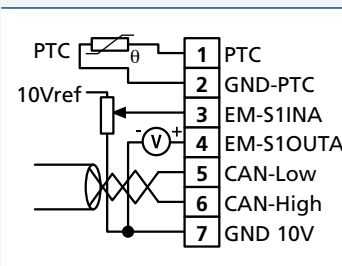 PTC
θ
1 PTC
2 GND-PTC
10Vref
3 EM-S1INA
- V + 4 EM-S1OUTA
5 CAN-Low
6 CAN-High
7 GND 10V